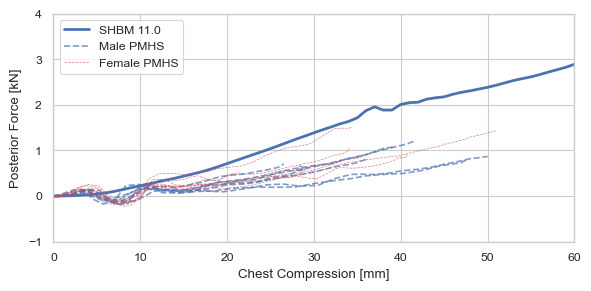 4
SHBM 11.0
Male PMHS
Female PMHS
3
2
1
0
−1
Posterior Force [kN]
0 10 20 30 40 50 60
Chest Compression [mm]